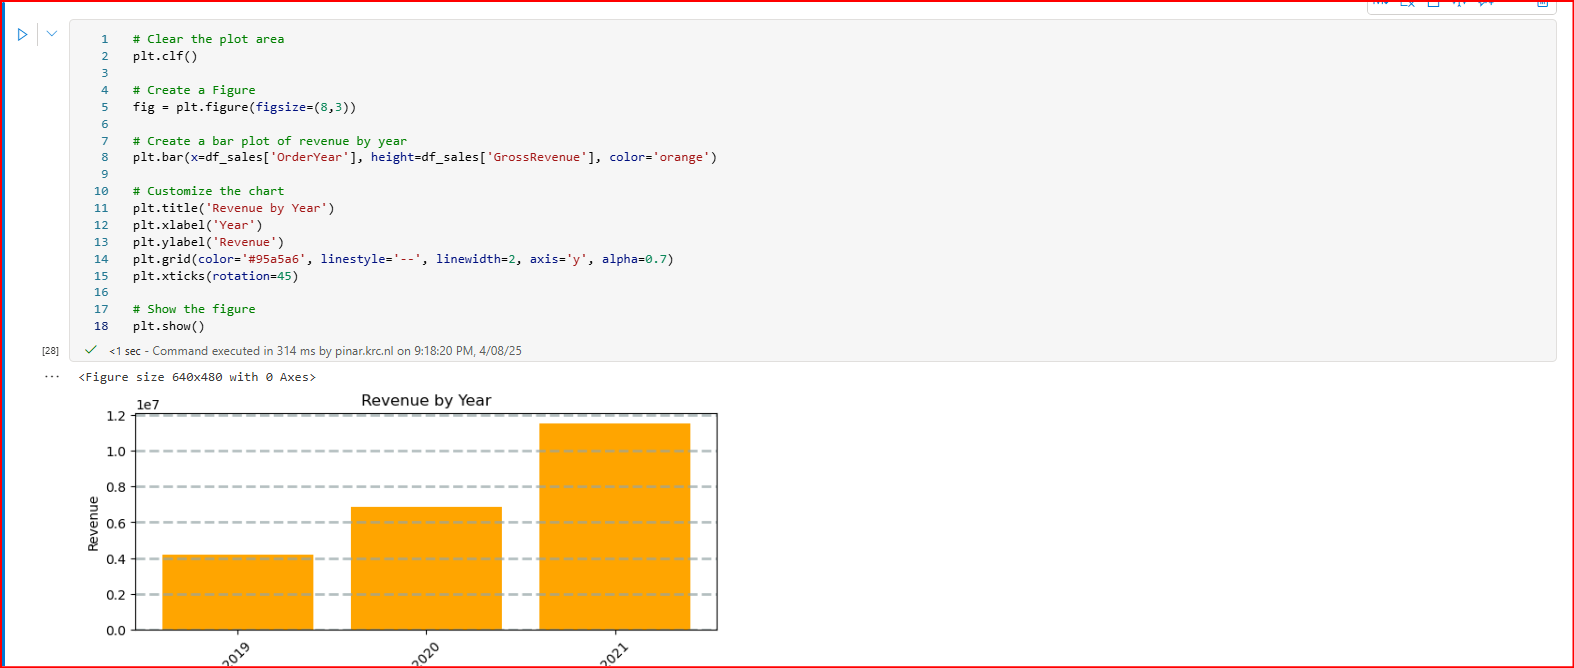 1 # Clear the plot area
2 plt.clf()
3
4 # Create a Figure
5 fig = plt.figure(figsize=(8,3))
6
7 # Create a bar plot of revenue by year
8 plt.bar(x=df_sales['OrderYear'], height=df_sales['GrossRevenue'], color='orange')
9
10 # Customize the chart
11 plt.title('Revenue by Year')
12 plt.xlabel('Year')
13 plt.ylabel('Revenue')
14 plt.grid(color='#95a5a6', linestyle='--', linewidth=2, axis='y', alpha=0.7)
15 plt.xticks(rotation=45)
16
17 # Show the figure
18 plt.show()
[28] <1 sec - Command executed in 314 ms by pinar.krc.nl on 9:18:20 PM, 4/08/25
... <Figure size 640x480 with 0 Axes>
Revenue by Year
1e7
1.2
1.0
0.8
0.6
0.4
0.2
0.0
Revenue
2019
2020
2021